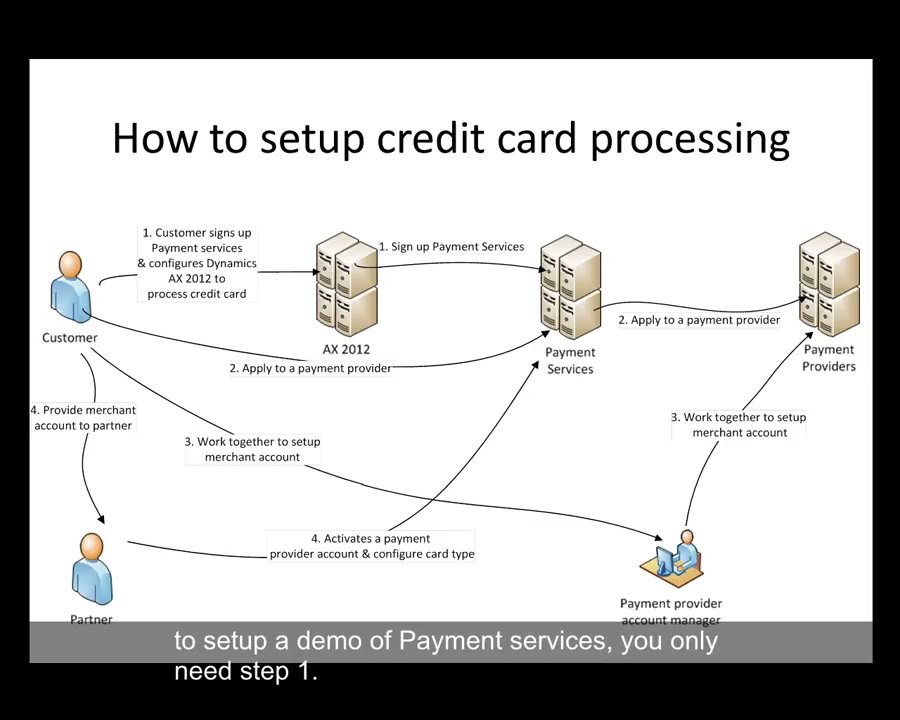 How to setup credit card processing
1. Customer signs up
Payment services
& configures Dynamics
AX 2012 to
process credit card
1. Sign up Payment Services
Customer
AX 2012
Payment
Services
Payment
Providers
2. Apply to a payment provider
2. Apply to a payment provider
4. Provide merchant
account to partner
3. Work together to setup
merchant account
3. Work together to setup
merchant account
4. Activates a payment
provider account & configure card type
Partner
Payment provider
account manager
to setup a demo of Payment services, you only
need step 1.